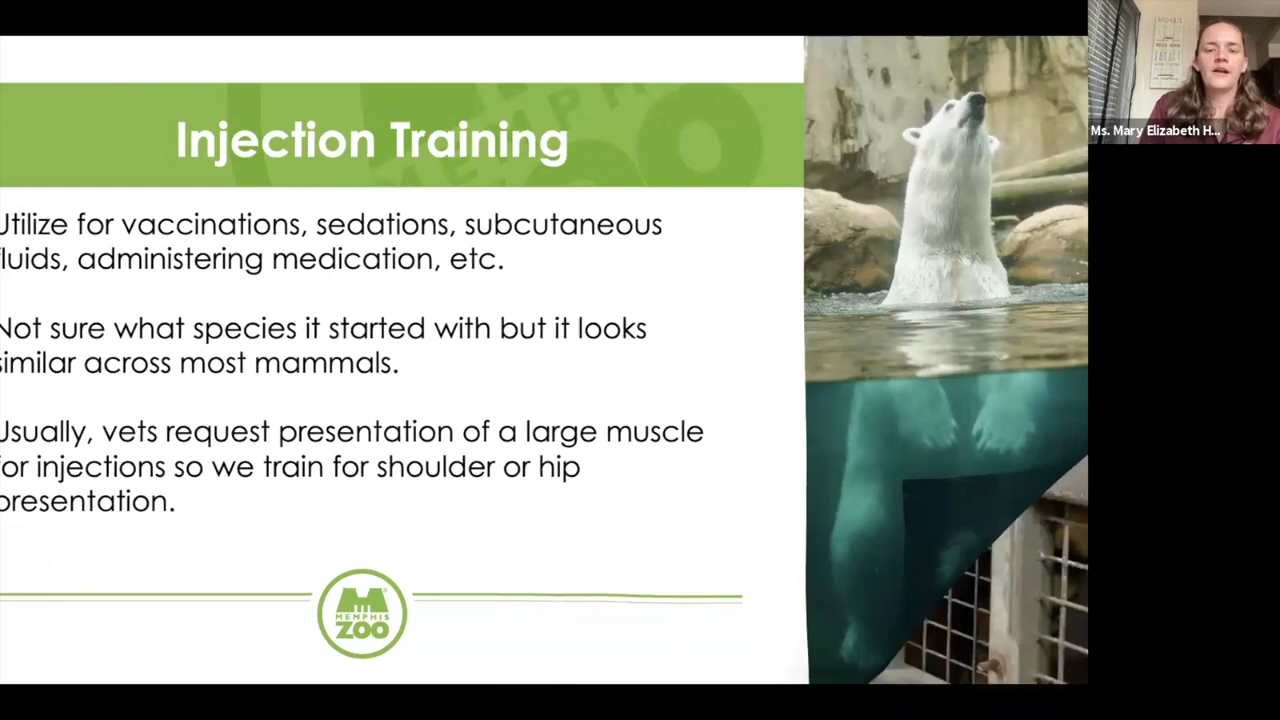 Injection Training
Utilize for vaccinations, sedations, subcutaneous
fluids, administering medication, etc.
Not sure what species it started with but it looks
similar across most mammals.
Usually, vets request presentation of a large muscle
for injections so we train for shoulder or hip
presentation.
MEMPHIS
ZOO
Ms. Mary Elizabeth H...